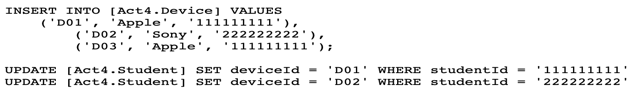 INSERT INTO [Act4.Device] VALUES
('D01', 'Apple', '111111111'),
('D02', 'Sony', '222222222'),
('D03', 'Apple', '111111111');
UPDATE [Act4.Student] SET deviceId = 'D01' WHERE studentId = '111111111'
UPDATE [Act4.Student] SET deviceId = 'D02' WHERE studentId = '222222222'